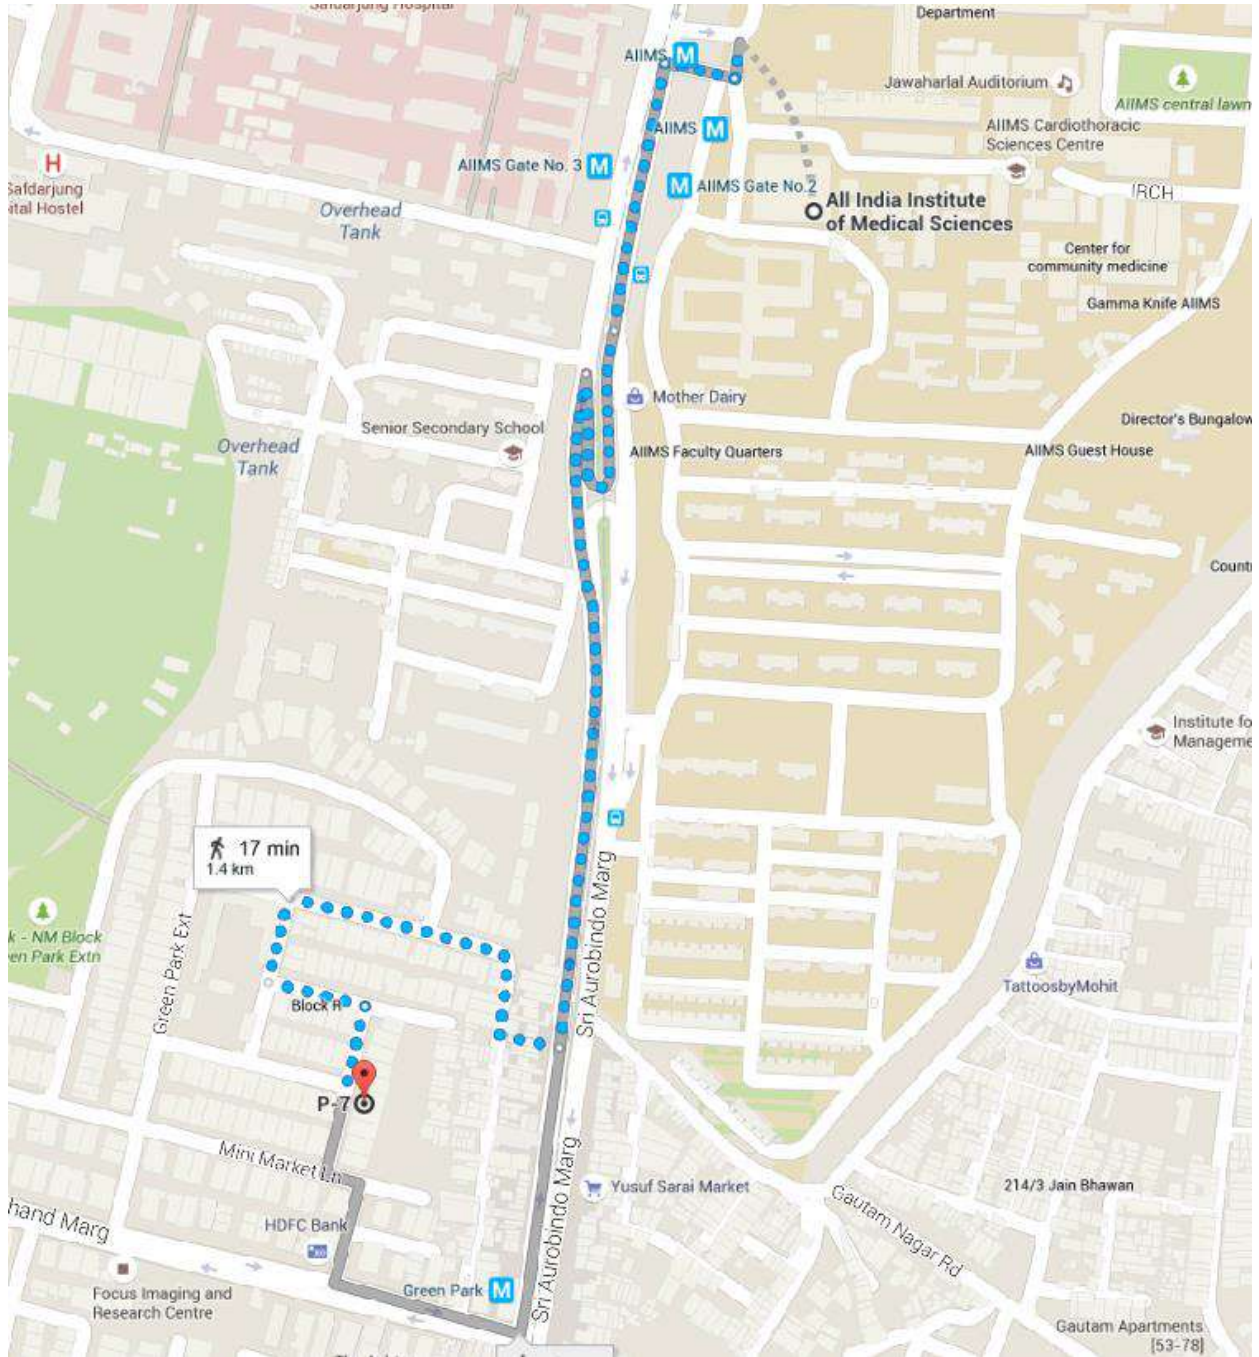 Safdarjung Hospital
Department
AIIMS M
Jawaharlal Auditorium
AIIMS central lawn
AIIMS M
AIIMS Cardiothoracic
Sciences Centre
AIIMS Gate No. 3 M
M AIIMS Gate No.2
H
Safdarjung
ital Hostel
IRCH
All India Institute
of Medical Sciences
Overhead
Tank
Center for
community medicine
Gamma Knife AIIMS
Mother Dairy
Director's Bungalow
Senior Secondary School
Overhead
Tank
AIIMS Faculty Quarters
AIIMS Guest House
Countr
Institute fo
Manageme
17 min
1.4 km
Sri Aurobindo Marg
Green Park Ext
k - NM Block
en Park Extn
TattoosbyMohit
Block R
P-7
Mini Market Ln
Sri Aurobindo Marg
Yusuf Sarai Market
214/3 Jain Bhawan
hand Marg
HDFC Bank
Gautam Nagar Rd
Focus Imaging and
Research Centre
Green Park M
Gautam Apartments
[53-78]